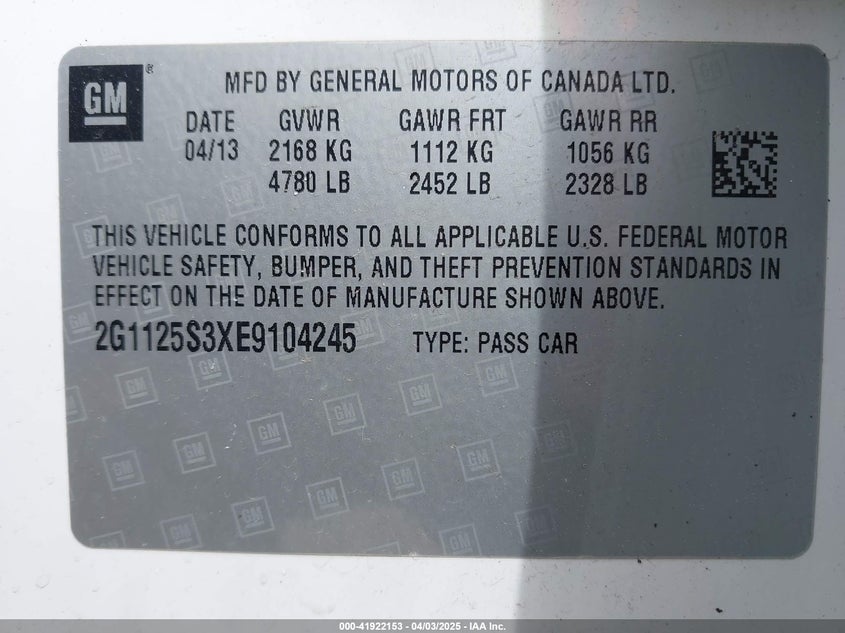 GM
MFD BY GENERAL MOTORS OF CANADA LTD.
DATE GVWR GAWR FRT GAWR RR
04/13 2168 KG 1112 KG 1056 KG
4780 LB 2452 LB 2328 LB
THIS VEHICLE CONFORMS TO ALL APPLICABLE U.S. FEDERAL MOTOR
VEHICLE SAFETY, BUMPER, AND THEFT PREVENTION STANDARDS IN
EFFECT ON THE DATE OF MANUFACTURE SHOWN ABOVE.
2G1125S3XE9104245 TYPE: PASS CAR
000-41922153 - 04/03/2025 - IAA Inc.